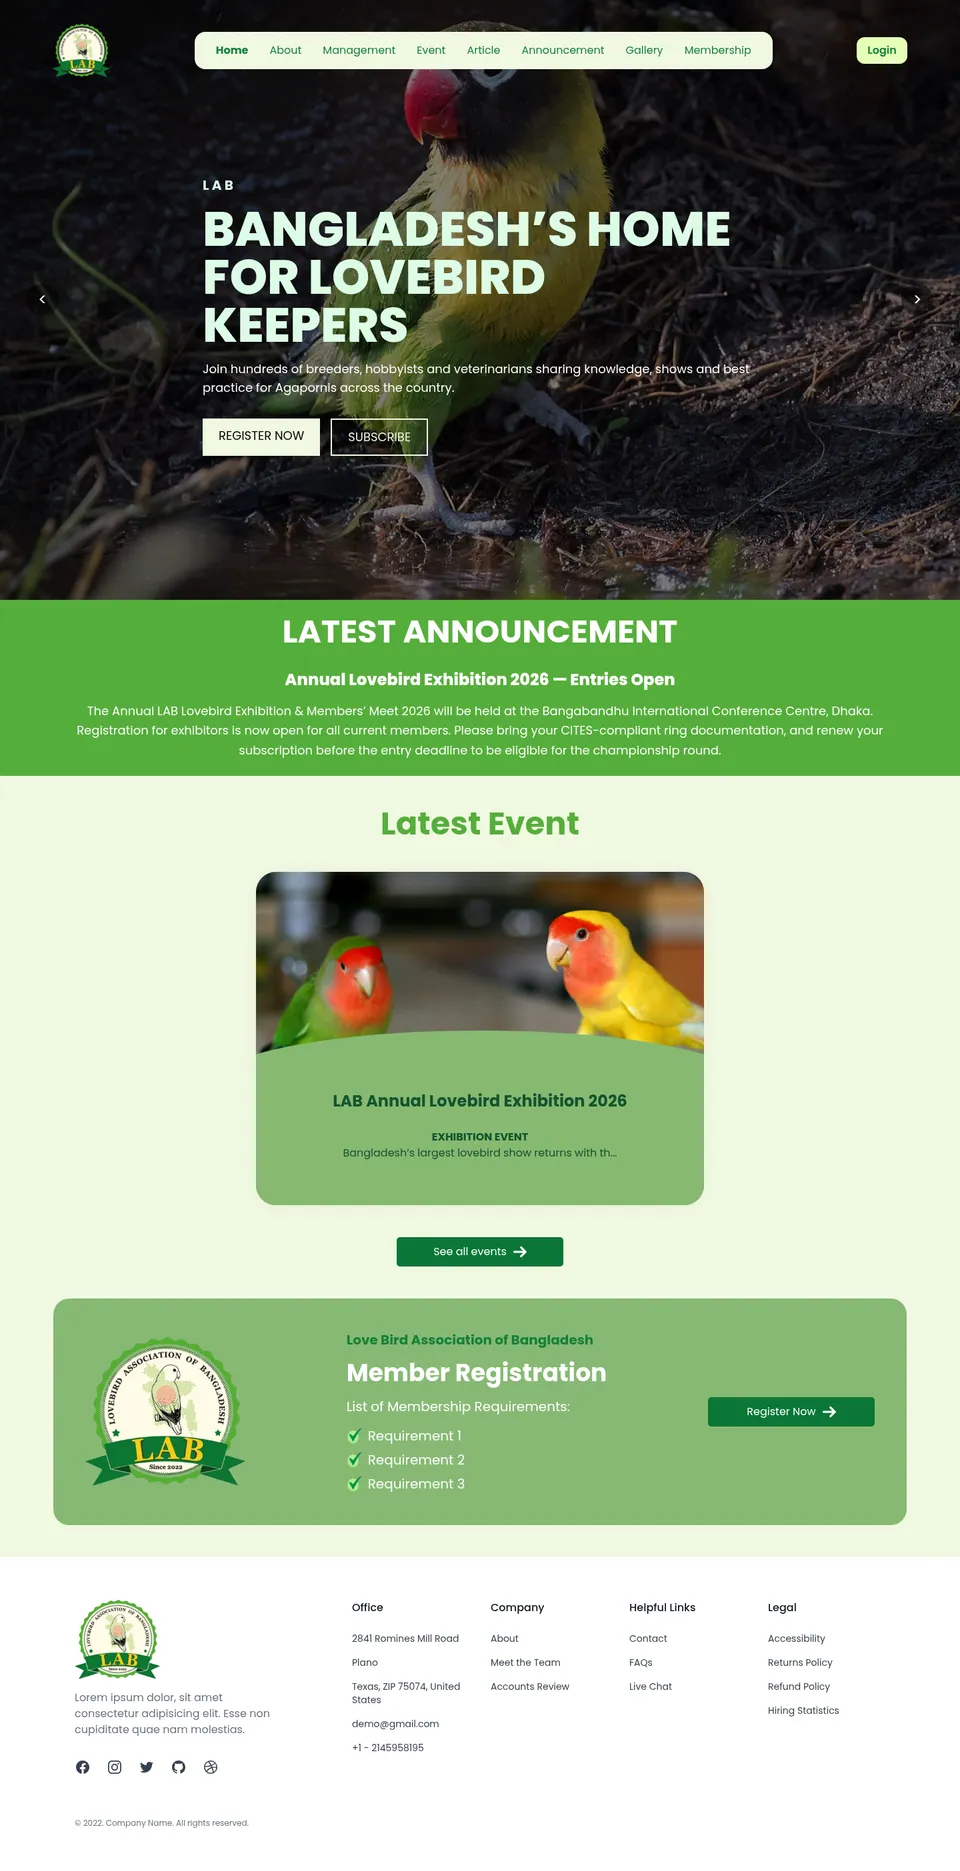 LAB
Home
About
Management
Event
Article
Announcement
Gallery
Membership
Login
LAB
BANGLADESH’S HOME
FOR LOVEBIRD
KEEPERS
Join hundreds of breeders, hobbyists and veterinarians sharing knowledge, shows and best
practice for Agapornis across the country.
REGISTER NOW
SUBSCRIBE
LATEST ANNOUNCEMENT
Annual Lovebird Exhibition 2026 — Entries Open
The Annual LAB Lovebird Exhibition & Members’ Meet 2026 will be held at the Bangabandhu International Conference Centre, Dhaka.
Registration for exhibitors is now open for all current members. Please bring your CITES-compliant ring documentation, and renew your
subscription before the entry deadline to be eligible for the championship round.
Latest Event
LAB Annual Lovebird Exhibition 2026
EXHIBITION EVENT
Bangladesh’s largest lovebird show returns with th...
See all events
LOVEBIRD ASSOCIATION OF BANGLADESH
LAB
Since 2022
Love Bird Association of Bangladesh
Member Registration
List of Membership Requirements:
Requirement 1
Requirement 2
Requirement 3
Register Now
LOVEBIRD ASSOCIATION OF BANGLADESH
LAB
Lorem ipsum dolor, sit amet
consectetur adipisicing elit. Esse non
cupiditate quae nam molestias.
Office
2841 Romines Mill Road
Plano
Texas, ZIP 75074, United
States
demo@gmail.com
+1 - 2145958195
Company
About
Meet the Team
Accounts Review
Helpful Links
Contact
FAQs
Live Chat
Legal
Accessibility
Returns Policy
Refund Policy
Hiring Statistics
© 2022. Company Name. All rights reserved.